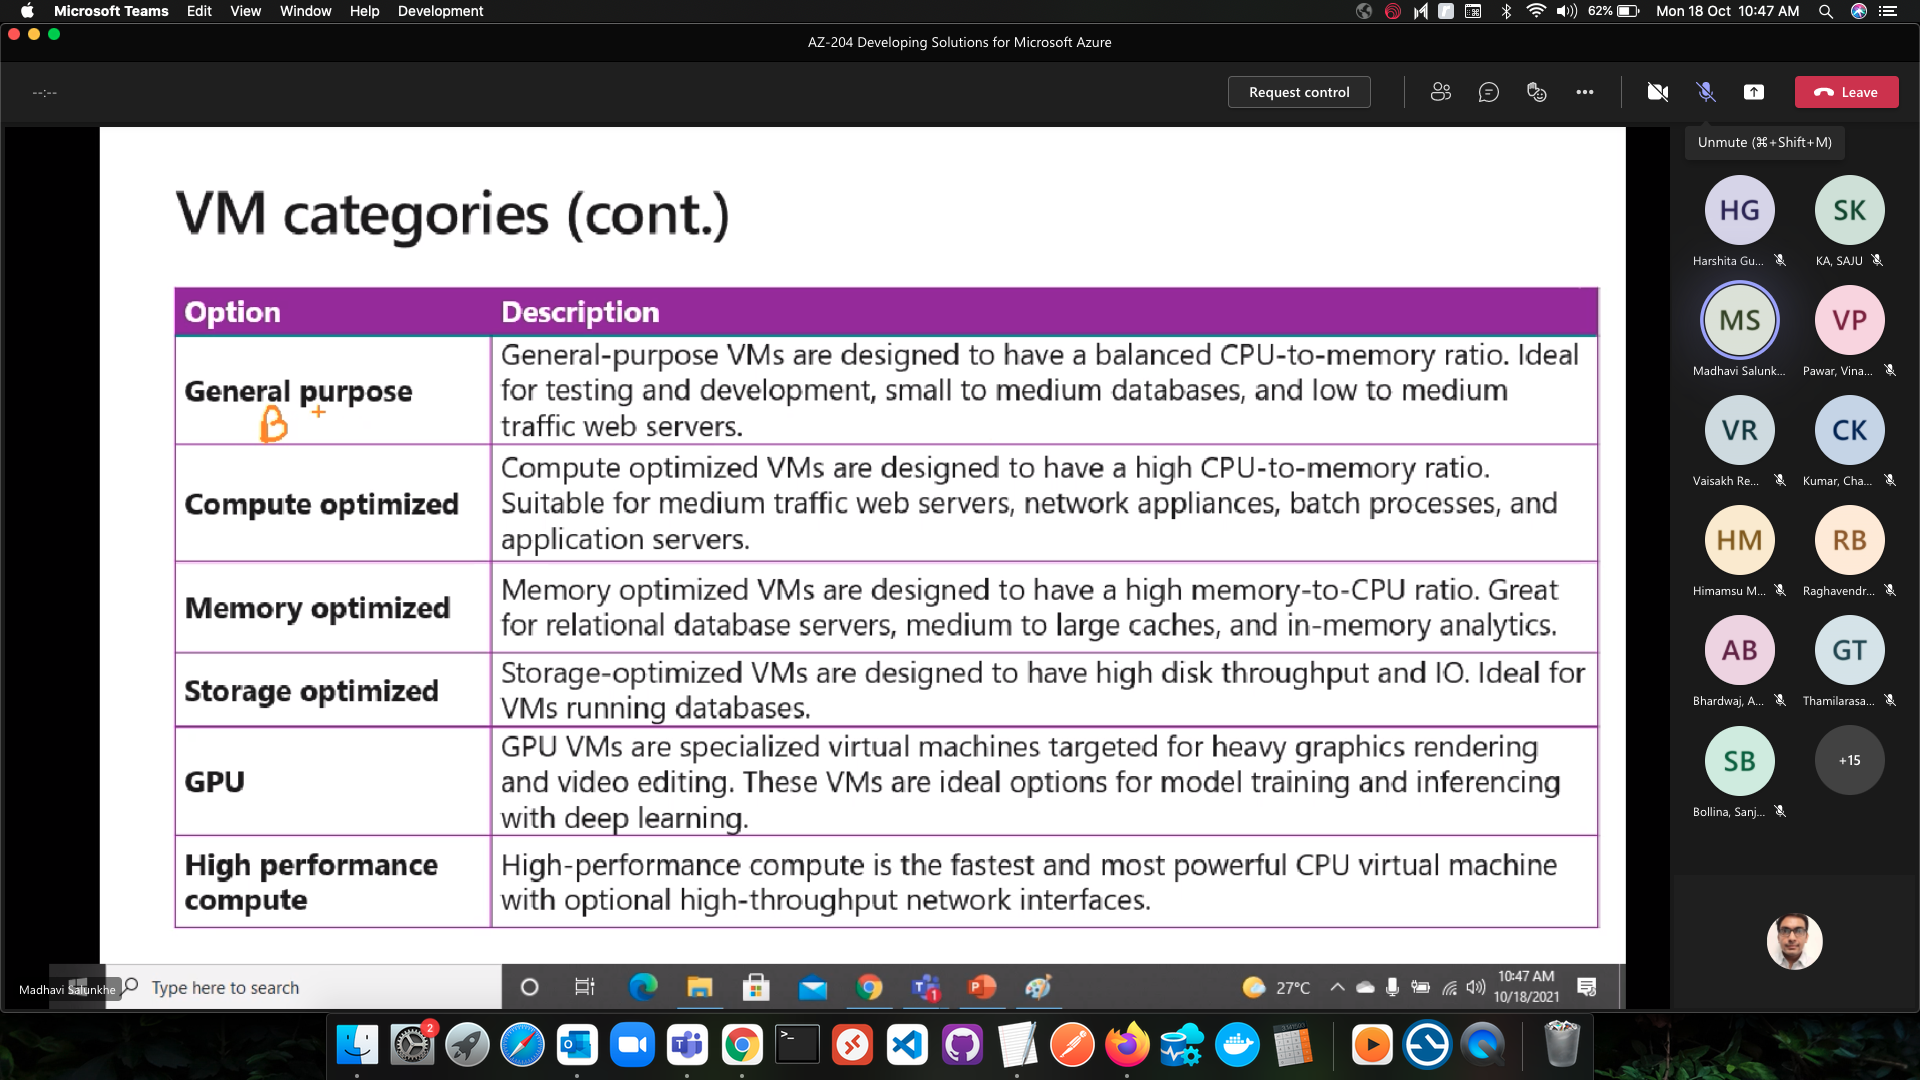 Microsoft Teams Edit View Window Help Development
62% Mon 18 Oct 10:47 AM
AZ-204 Developing Solutions for Microsoft Azure
--:--
Request control
Leave
Unmute (⌘+Shift+M)
VM categories (cont.)
Option Description
General purpose
B
General-purpose VMs are designed to have a balanced CPU-to-memory ratio. Ideal
for testing and development, small to medium databases, and low to medium
traffic web servers.
Compute optimized
Compute optimized VMs are designed to have a high CPU-to-memory ratio.
Suitable for medium traffic web servers, network appliances, batch processes, and
application servers.
Memory optimized
Memory optimized VMs are designed to have a high memory-to-CPU ratio. Great
for relational database servers, medium to large caches, and in-memory analytics.
Storage optimized
Storage-optimized VMs are designed to have high disk throughput and IO. Ideal for
VMs running databases.
GPU
GPU VMs are specialized virtual machines targeted for heavy graphics rendering
and video editing. These VMs are ideal options for model training and inferencing
with deep learning.
High performance
compute
High-performance compute is the fastest and most powerful CPU virtual machine
with optional high-throughput network interfaces.
HG SK
Harshita Gu... KA, SAJU
MS VP
Madhavi Salunk... Pawar, Vina...
VR CK
Vaisakh Re... Kumar, Cha...
HM RB
Himamsu M... Raghavendr...
AB GT
Bhardwaj, A... Thamilarasa...
SB +15
Bollina, Sanj...
Madhavi Salunkhe
Type here to search
27°C
10:47 AM
10/18/2021
2